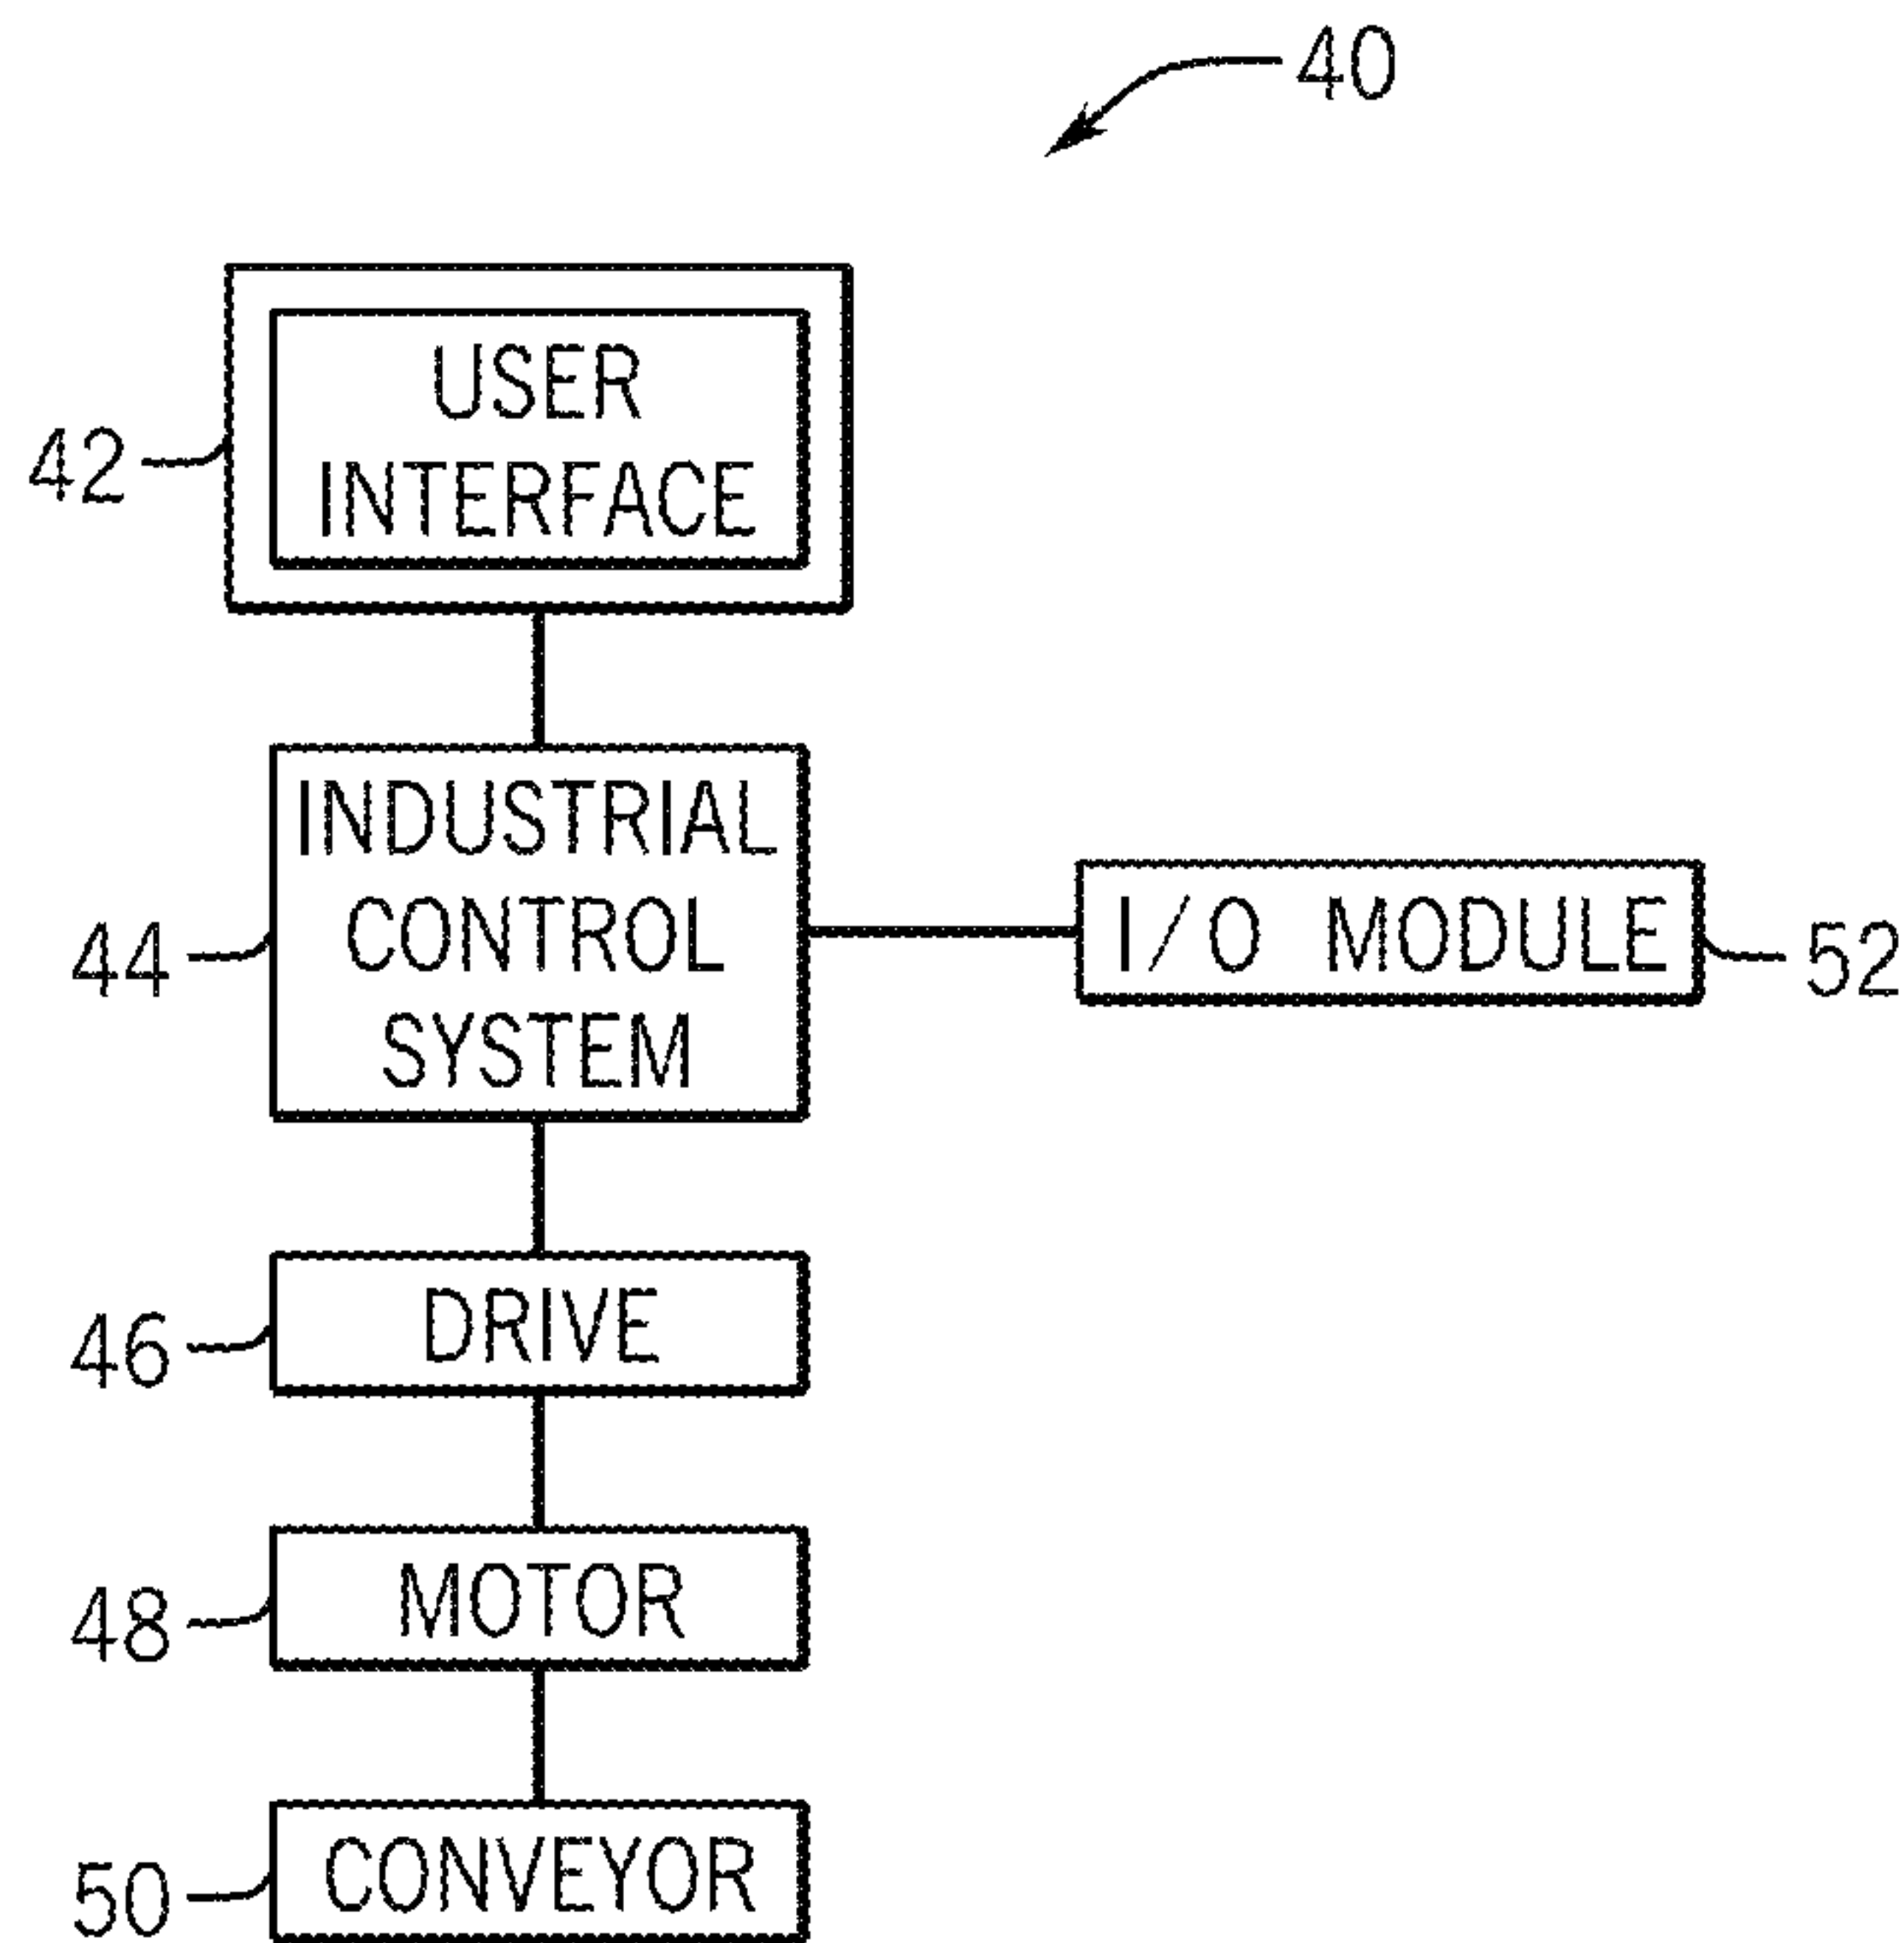 40
USER
INTERFACE
42
INDUSTRIAL
CONTROL
SYSTEM
44
I/O MODULE
52
DRIVE
46
MOTOR
48
CONVEYOR
50